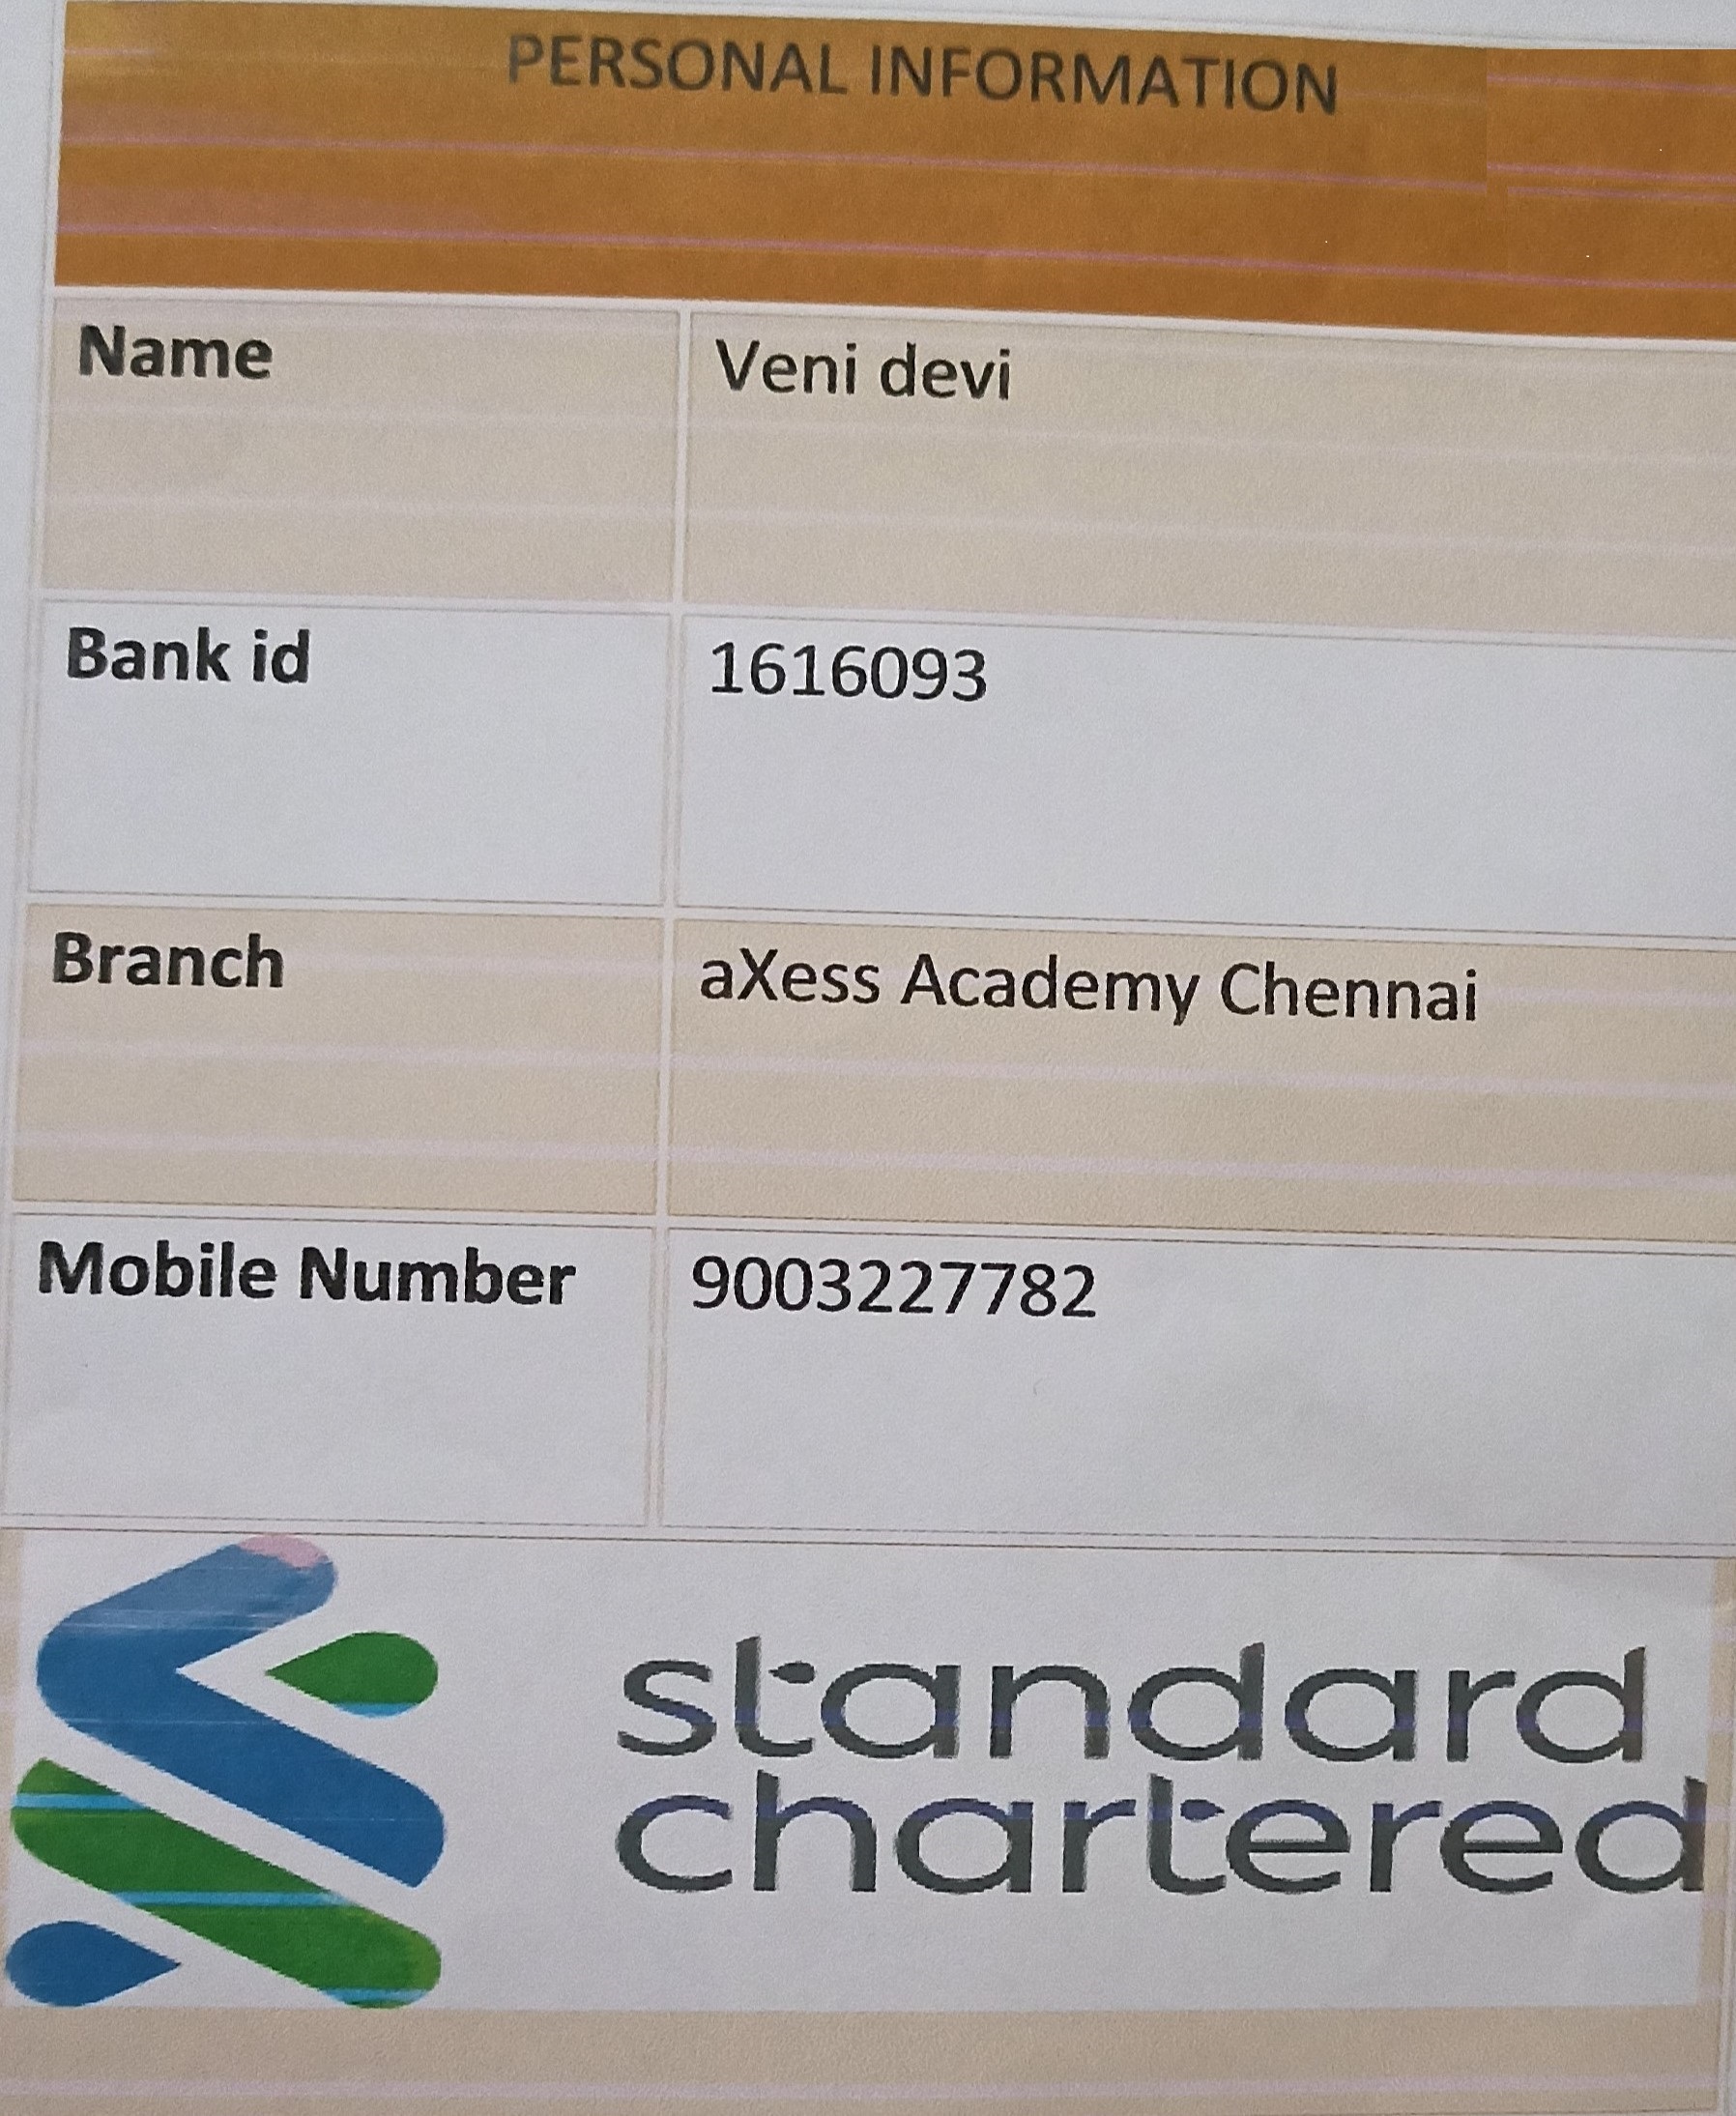 PERSONAL INFORMATION
Name Veni devi
Bank id 1616093
Branch aXess Academy Chennai
Mobile Number 9003227782
standard
chartered